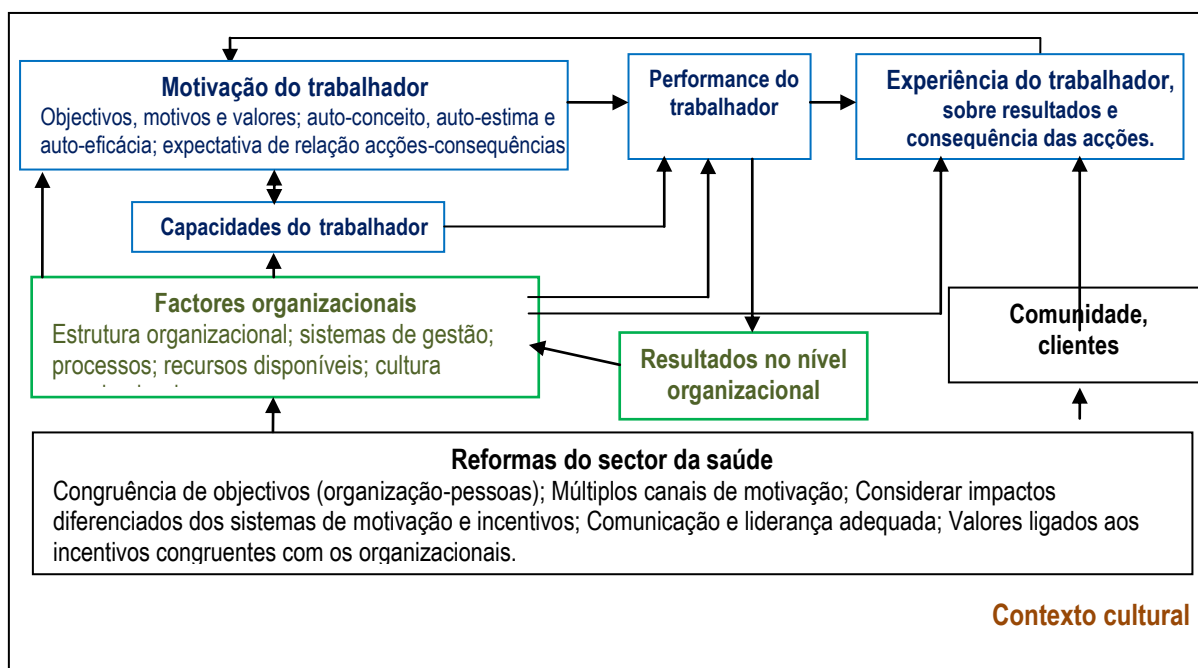 Motivação do trabalhador
Objectivos, motivos e valores; auto-conceito, auto-estima e
auto-eficácia; expectativa de relação acções-consequências
Performance do
trabalhador
Experiência do trabalhador,
sobre resultados e
consequência das acções.
Capacidades do trabalhador
Factores organizacionais
Estrutura organizacional; sistemas de gestão;
processos; recursos disponíveis; cultura
Resultados no nível
organizacional
Comunidade,
clientes
Reformas do sector da saúde
Congruência de objectivos (organização-pessoas); Múltiplos canais de motivação; Considerar impactos
diferenciados dos sistemas de motivação e incentivos; Comunicação e liderança adequada; Valores ligados aos
incentivos congruentes com os organizacionais.
Contexto cultural